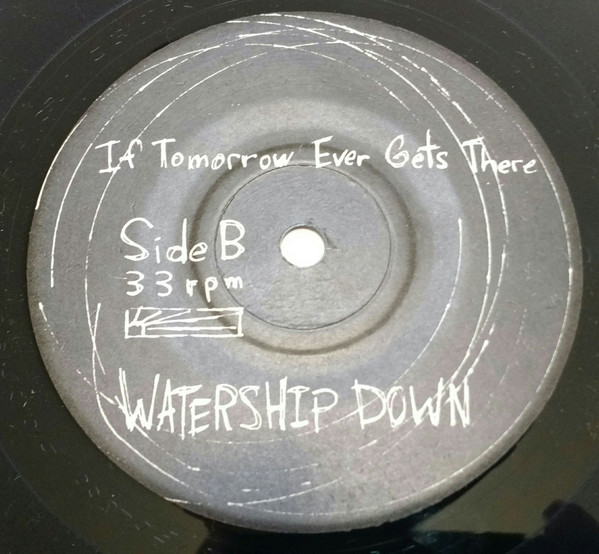 If Tomorrow Ever Gets There
Side B
33 rpm
WATERSHIP DOWN